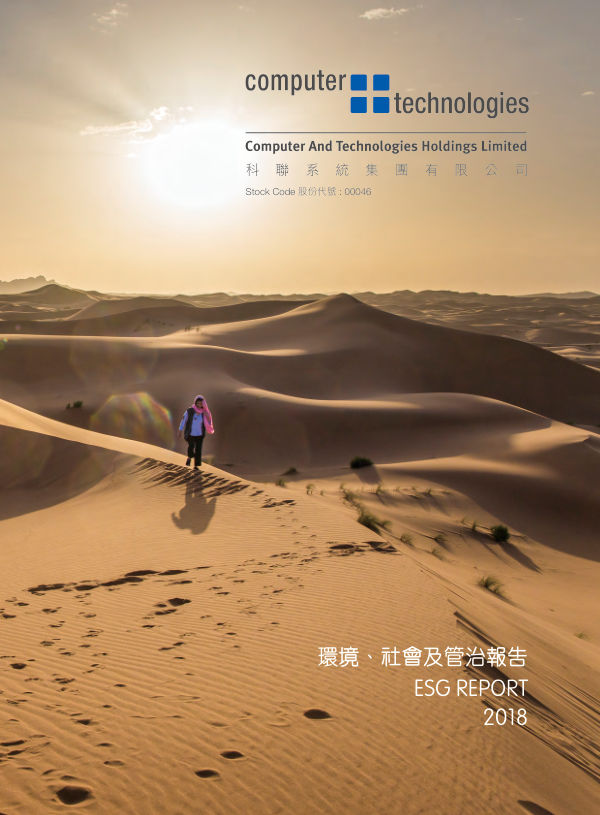 computer
technologies
Computer And Technologies Holdings Limited
科聯系統集團有限公司
Stock Code 股份代號 : 00046
環境、社會及管治報告
ESG REPORT
2018